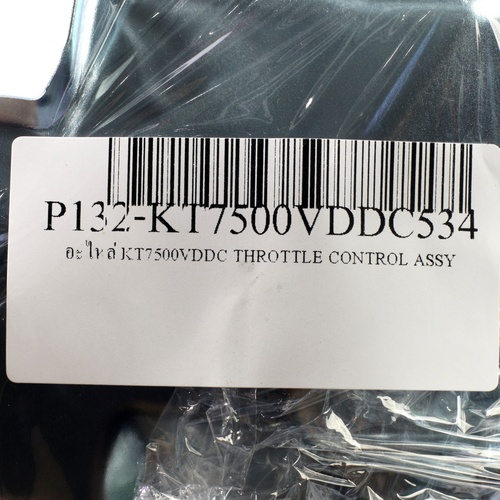 P132-KT7500VDDC534
อะไหล่ KT7500VDDC THROTTLE CONTROL ASSY